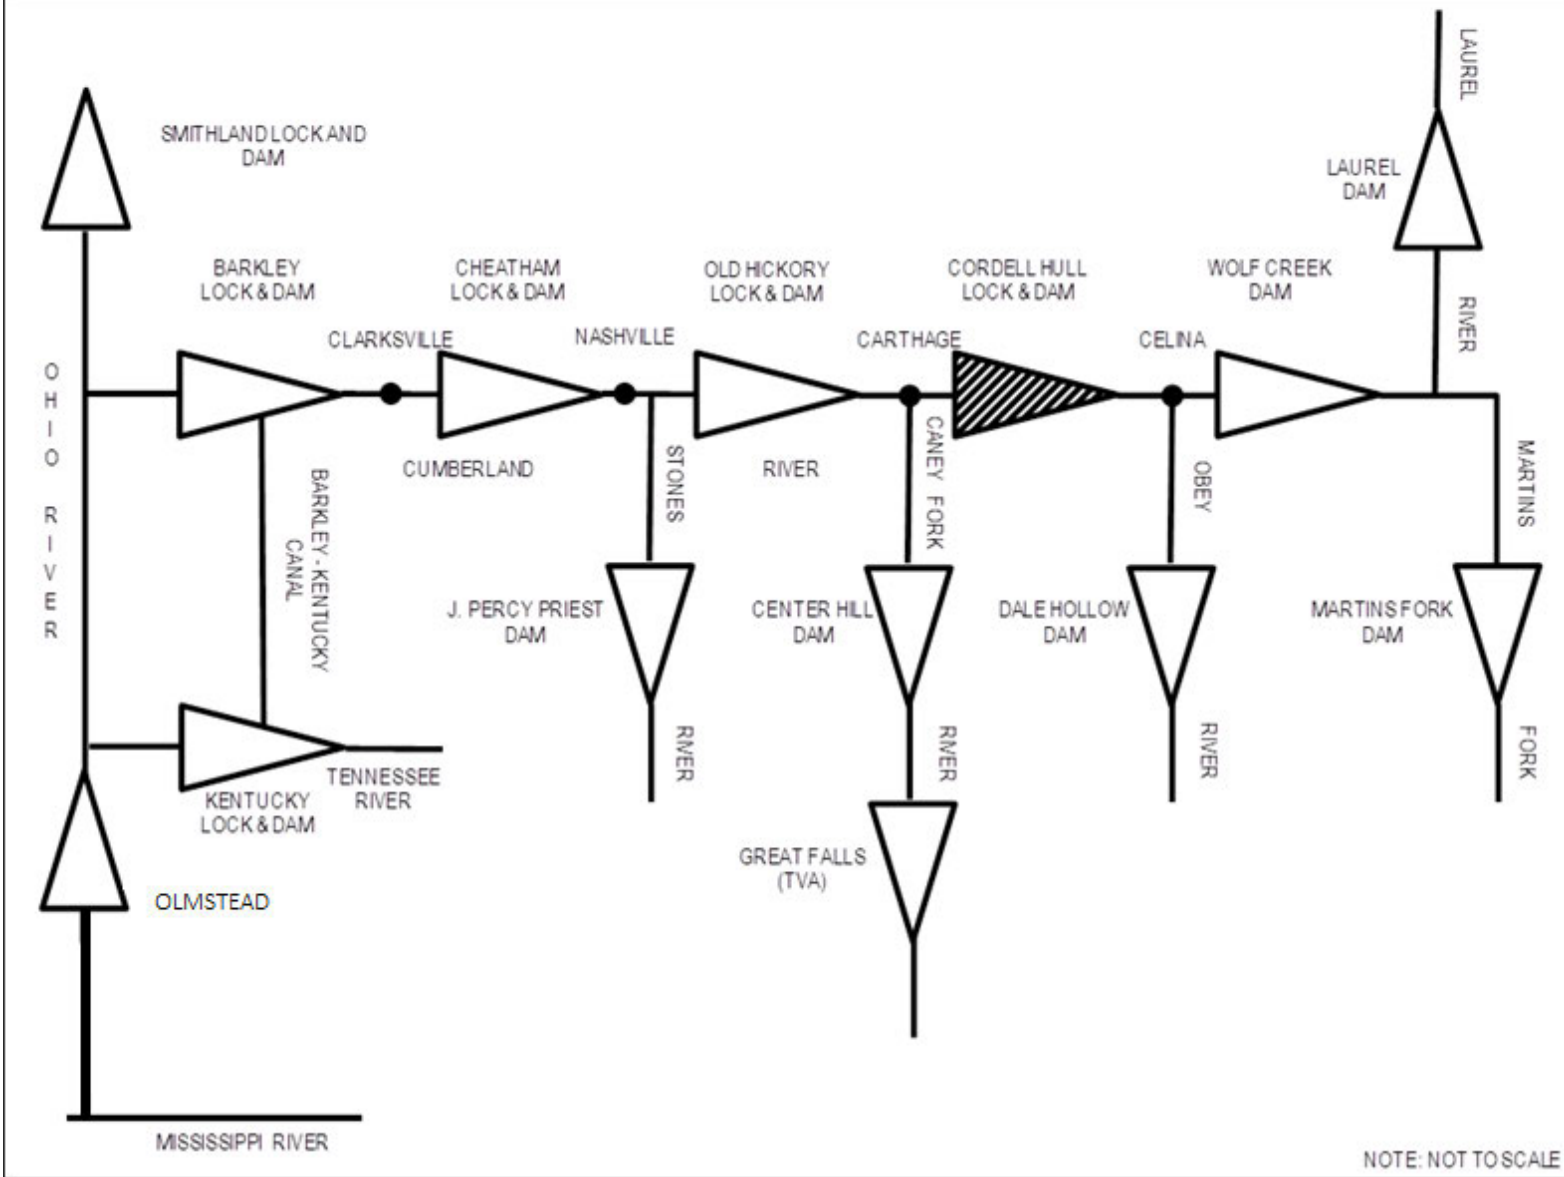 LAUREL
SMITHLAND LOCK AND
DAM
LAUREL
DAM
BARKLEY
LOCK & DAM
CHEATHAM
LOCK & DAM
OLD HICKORY
LOCK & DAM
CORDELL HULL
LOCK & DAM
WOLF CREEK
DAM
RIVER
CLARKSVILLE
NASHVILLE
CARTHAGE
CELINA
OHIO RIVER
CUMBERLAND
RIVER
BARKLEY - KENTUCKY
CANAL
STONES
CANEY FORK
OBEY
MARTINS
J. PERCY PRIEST
DAM
CENTER HILL
DAM
DALE HOLLOW
DAM
MARTINS FORK
DAM
RIVER
RIVER
RIVER
FORK
TENNESSEE
RIVER
KENTUCKY
LOCK & DAM
GREAT FALLS
(TVA)
OLMSTEAD
MISSISSIPPI RIVER
NOTE: NOT TO SCALE